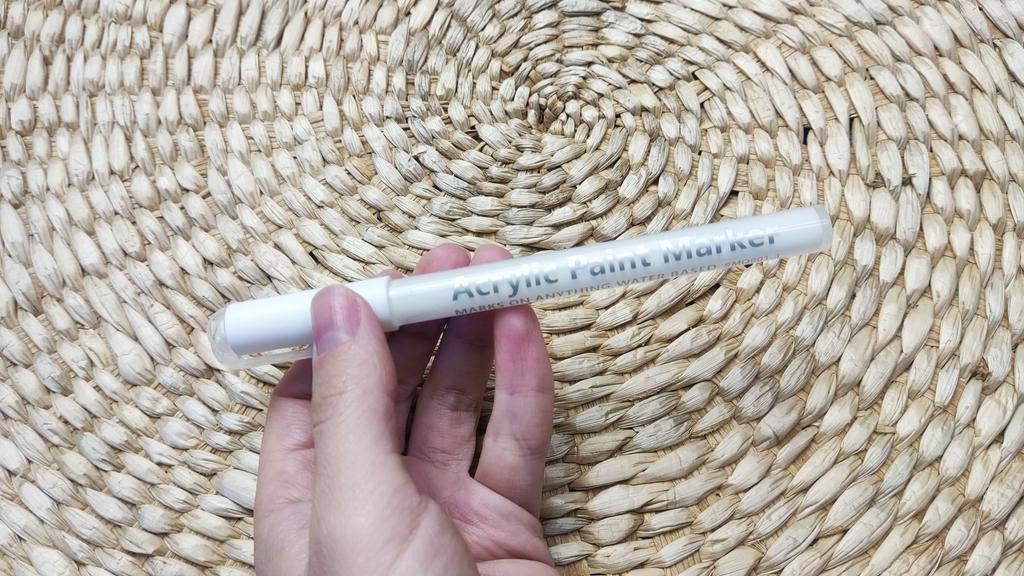 Acrylic Paint Marker
MARKS ON ANYTHING WATER BASED